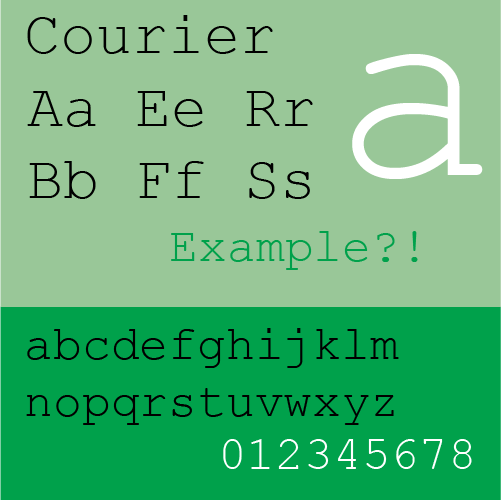 Courier
Aa Ee Rr
Bb Ff Ss
a
Example?!
abcdefghijklm
nopqrstuvwxyz
012345678